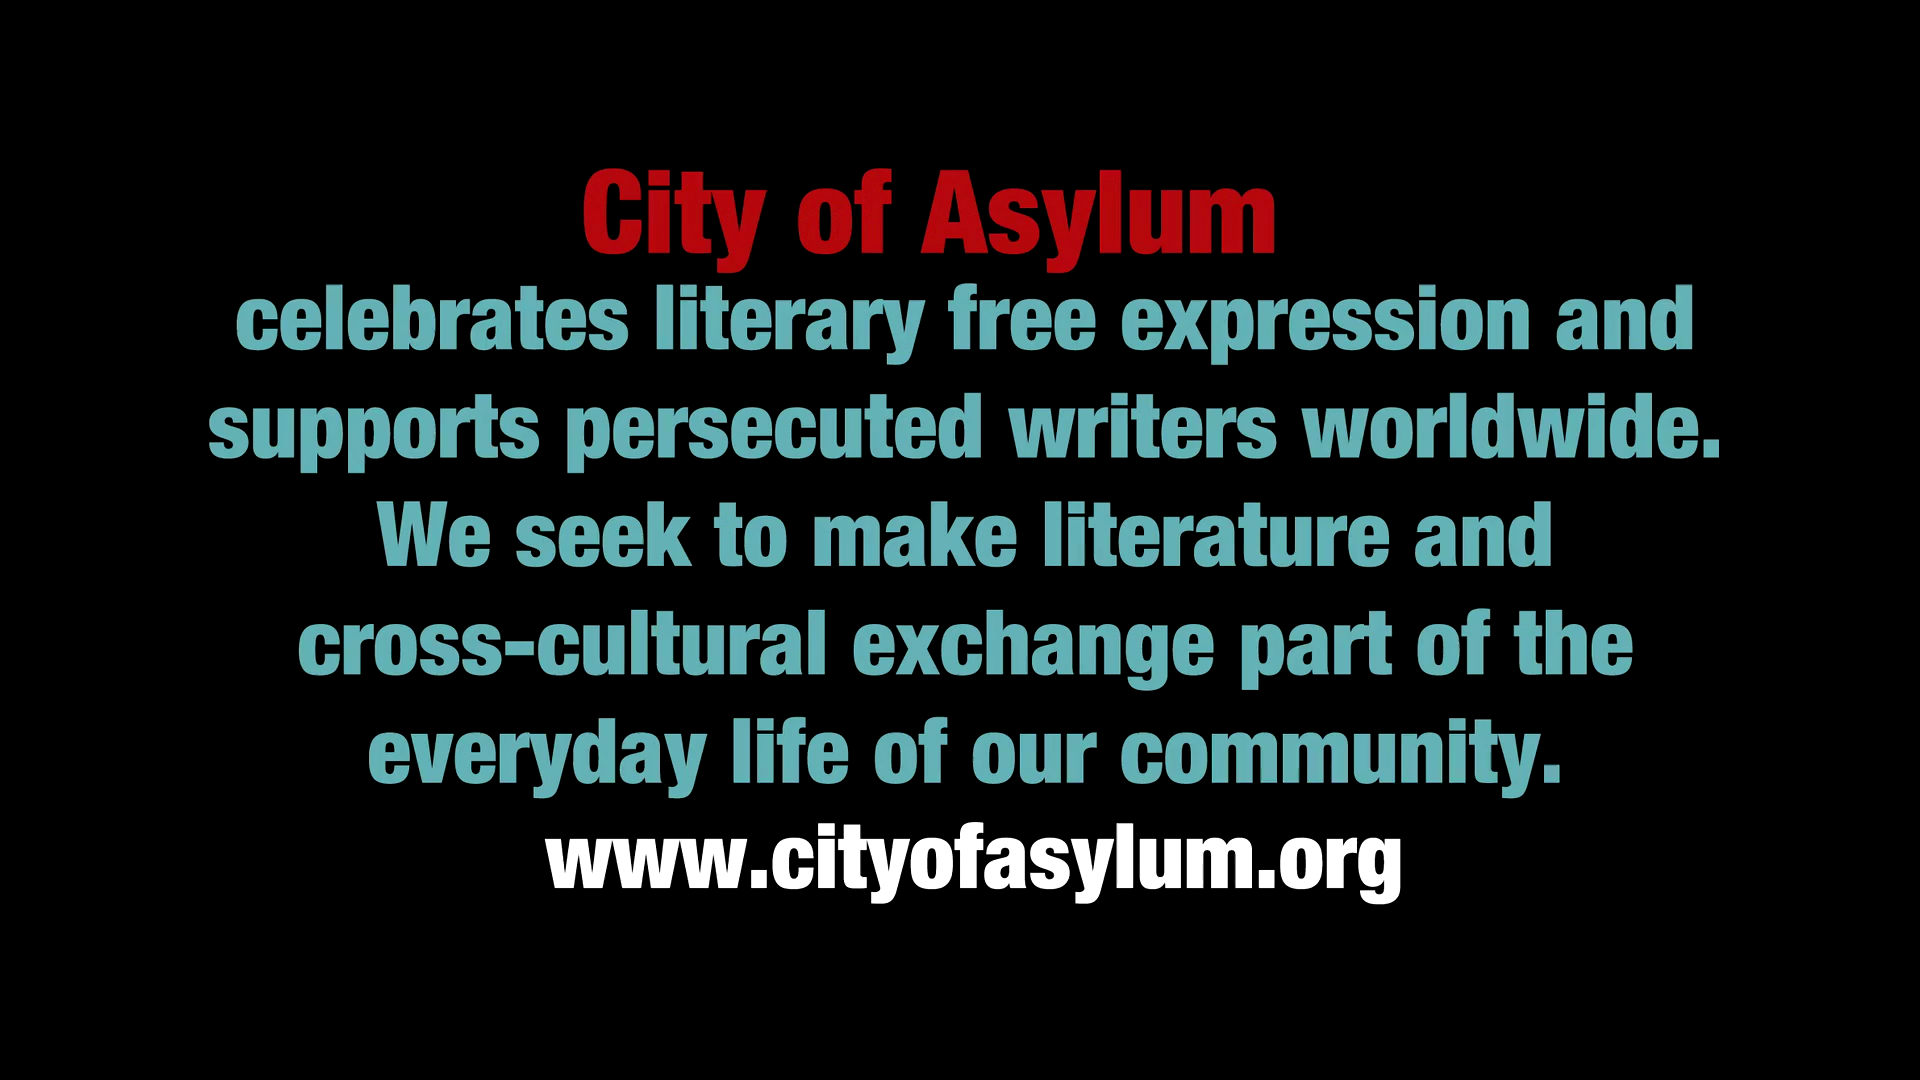 City of Asylum
celebrates literary free expression and
supports persecuted writers worldwide.
We seek to make literature and
cross-cultural exchange part of the
everyday life of our community.
www.cityofasylum.org